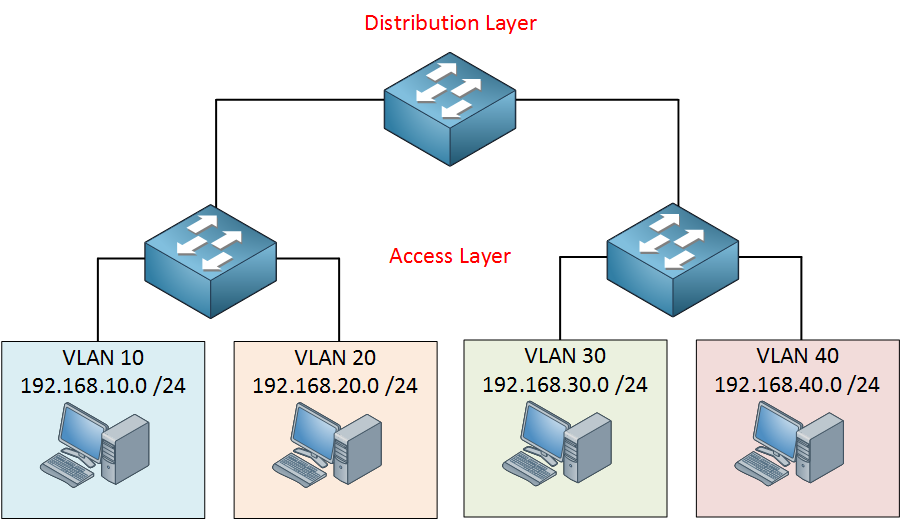 Distribution Layer
Access Layer
VLAN 10
192.168.10.0 /24
VLAN 20
192.168.20.0 /24
VLAN 30
192.168.30.0 /24
VLAN 40
192.168.40.0 /24